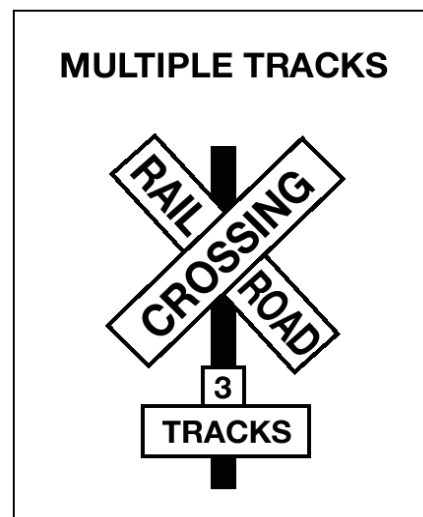 MULTIPLE TRACKS
RAIL ROAD
CROSSING
3
TRACKS